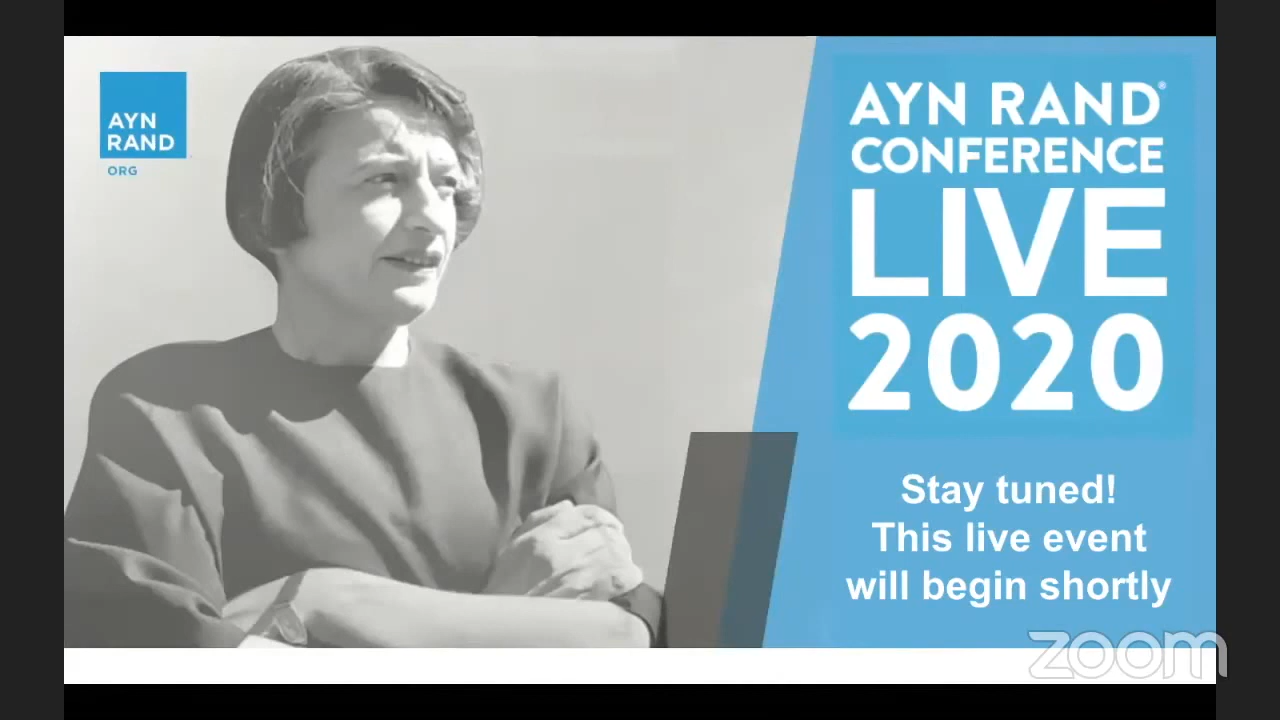 AYN
RAND
ORG
AYN RAND®
CONFERENCE
LIVE
2020
Stay tuned!
This live event
will begin shortly
zoom